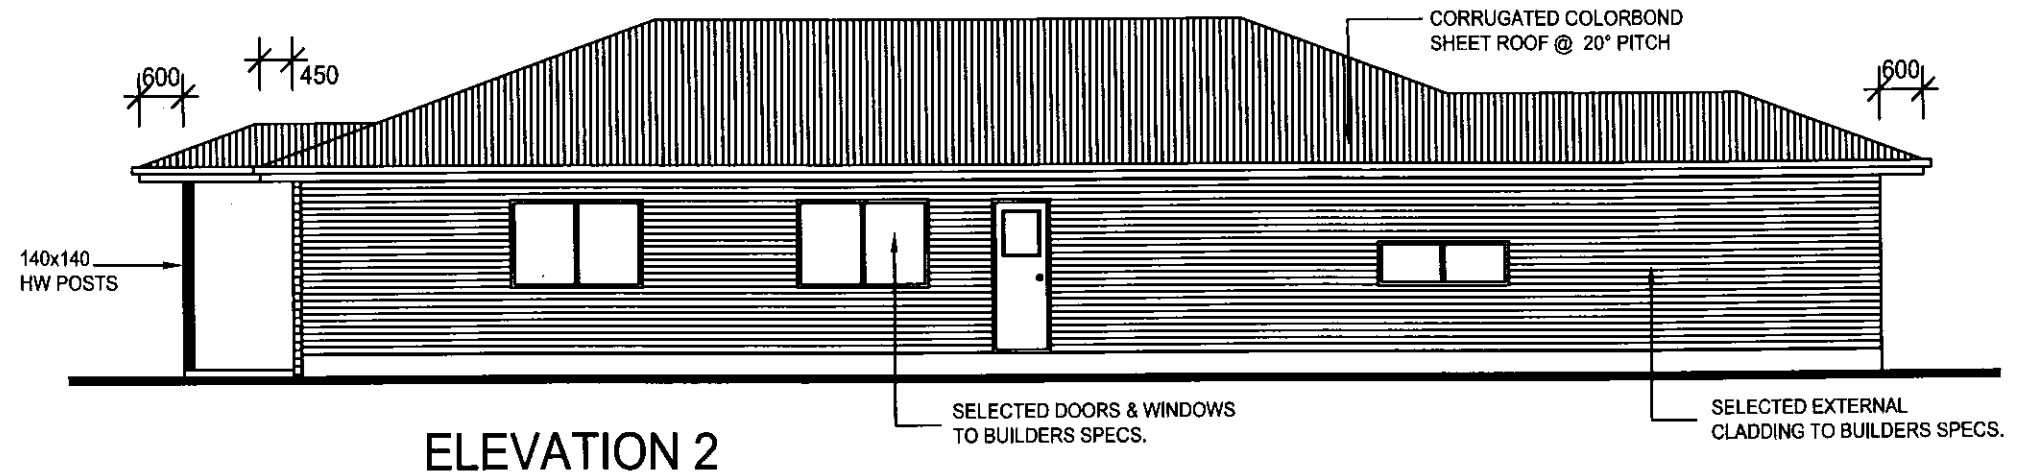 CORRUGATED COLORBOND
SHEET ROOF @ 20° PITCH
600
450
600
140x140
HW POSTS
SELECTED DOORS & WINDOWS
TO BUILDERS SPECS.
SELECTED EXTERNAL
CLADDING TO BUILDERS SPECS.
ELEVATION 2